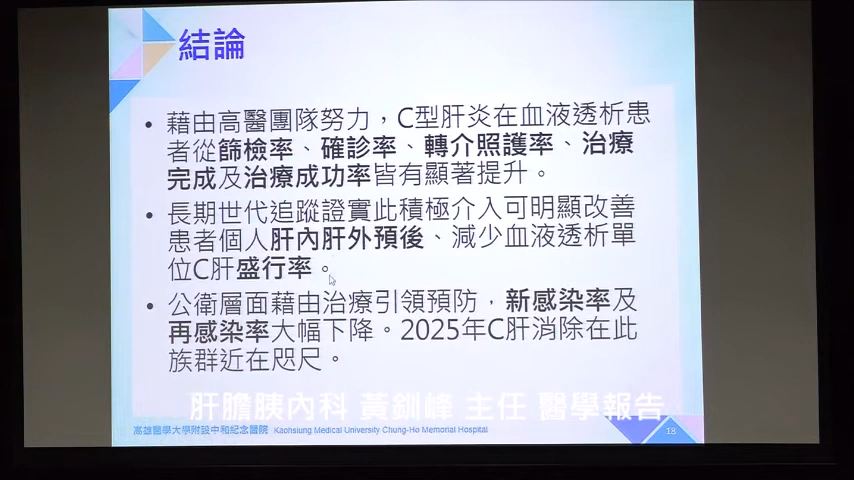 結論
• 藉由高醫團隊努力，C型肝炎在血液透析患
者從篩檢率、確診率、轉介照護率、治療
完成及治療成功率皆有顯著提升。
• 長期世代追蹤證實此積極介入可明顯改善
患者個人肝內肝外預後、減少血液透析單
位C肝盛行率。
• 公衛層面藉由治療引領預防，新感染率及
再感染率大幅下降。2025年C肝消除在此
族群近在咫尺。
肝膽胰內科 黃釧峰 主任 醫學報告
高雄醫學大學附設中和紀念醫院 Kaohsiung Medical University Chung-Ho Memorial Hospital
18